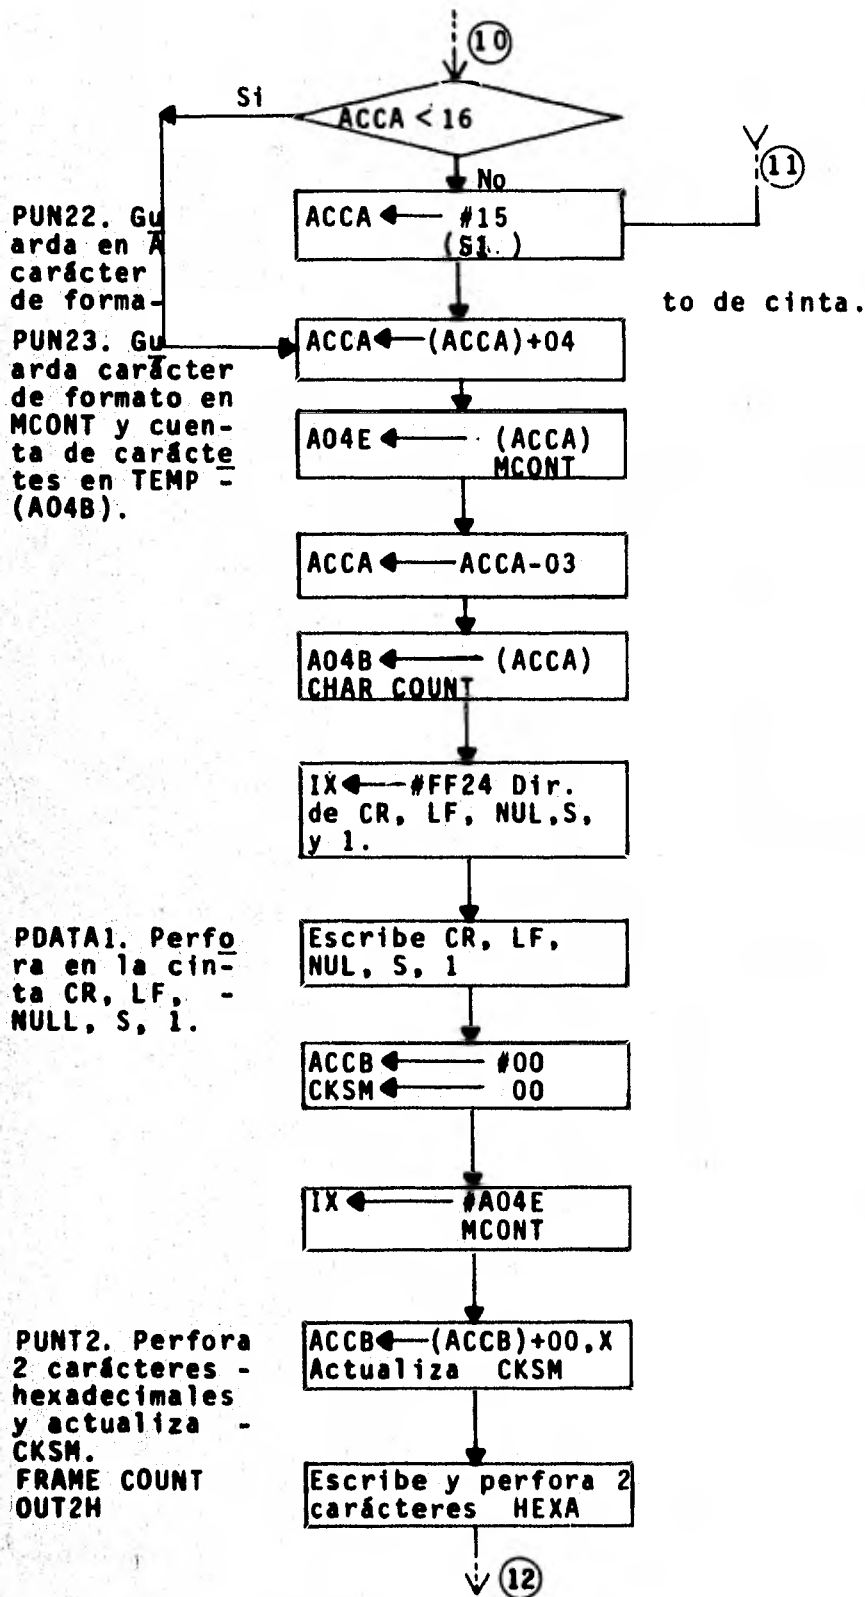 10
Si
ACCA < 16
11
No
PUN22. Gu
arda en A
carácter
de forma-
ACCA #15
(S1.)
to de cinta.
PUN23. Gu
arda carácter
de formato en
MCONT y cuen-
ta de caracte
tes en TEMP -
(A04B).
ACCA (ACCA)+04
A04E (ACCA)
MCONT
ACCA ACCA-03
A04B (ACCA)
CHAR COUNT
IX #FF24 Dir.
de CR, LF, NUL,S,
y 1.
PDATA1. Perfo
ra en la cin-
ta CR, LF, -
NULL, S, 1.
Escribe CR, LF,
NUL, S, 1
ACCB #00
CKSM 00
IX #A04E
MCONT
PUNT2. Perfora
2 carácteres -
hexadecimales
y actualiza -
CKSM.
FRAME COUNT
OUT2H
ACCB (ACCB)+00,X
Actualiza CKSM
Escribe y perfora 2
carácteres HEXA
12